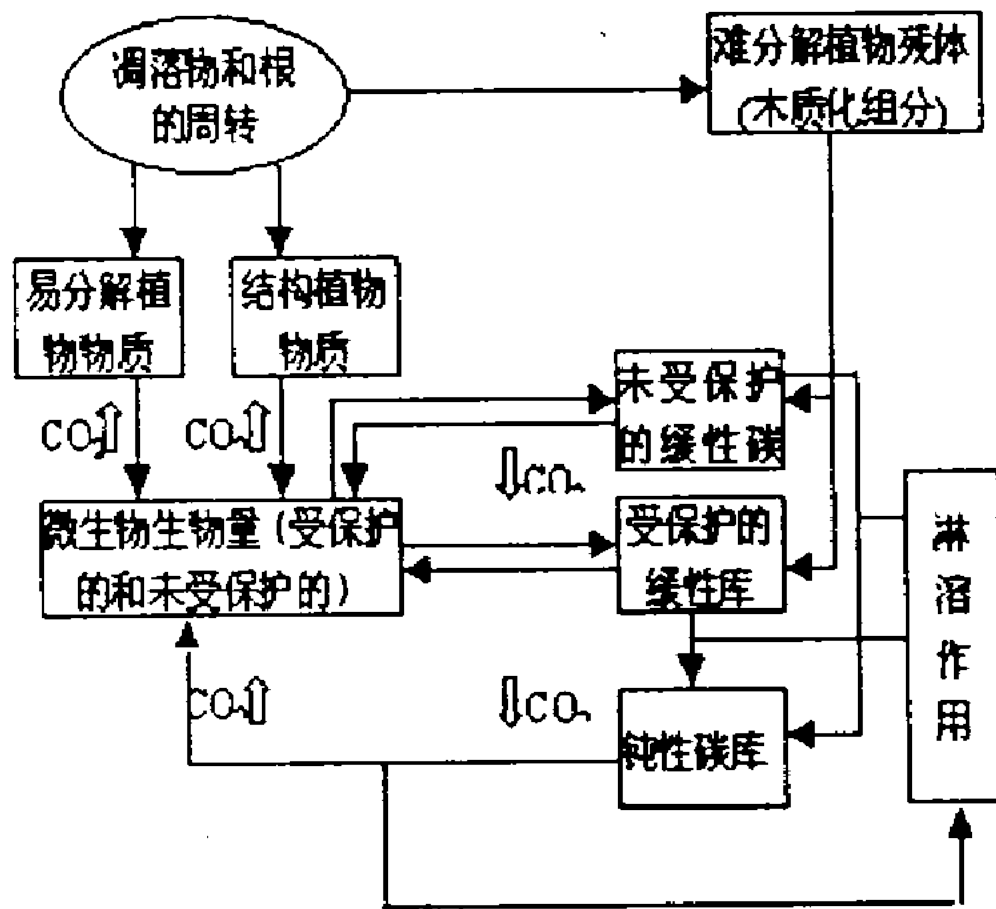 凋落物和根
的周转
难分解植物残体
(木质化组分)
易分解植
物物质
结构植物
物质
CO₂
CO₂
未受保护
的缓性碳
CO₂
微生物生物量(受保护
的和未受保护的)
受保护的
缓性库
淋
溶
作
用
CO₂
CO₂
钝性碳库